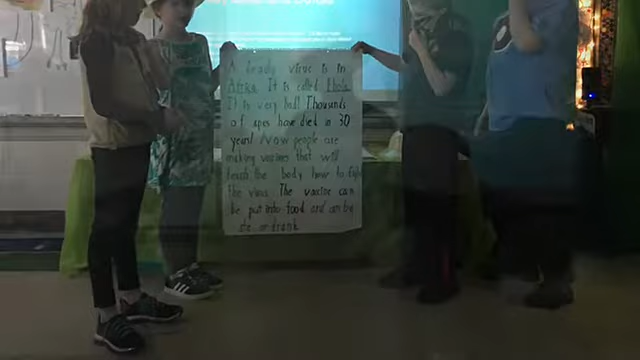 A deadly virus is in
Africa. It is called Ebola.
It is very bad! Thousands
of apes have died in 30
years! Now people are
making vaccines that will
teach the body how to fight
the virus. The vaccine can
be put into food and can be
ate or drank.